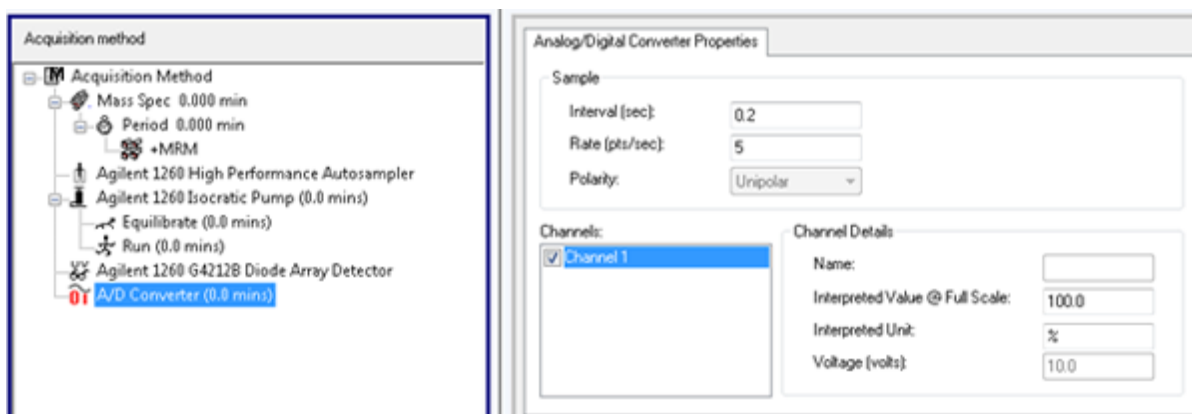 Acquisition method
Acquisition Method
Mass Spec 0.000 min
Period 0.000 min
+MRM
Agilent 1260 High Performance Autosampler
Agilent 1260 Isocratic Pump (0.0 mins)
Equilibrate (0.0 mins)
Run (0.0 mins)
Agilent 1260 G4212B Diode Array Detector
01 A/D Converter (0.0 mins)
Analog/Digital Converter Properties
Sample
Interval (sec): 0.2
Rate (pts/sec): 5
Polarity: Unipolar
Channels:
Channel 1
Channel Details
Name:
Interpreted Value @ Full Scale: 100.0
Interpreted Unit: %
Voltage (volts): 10.0